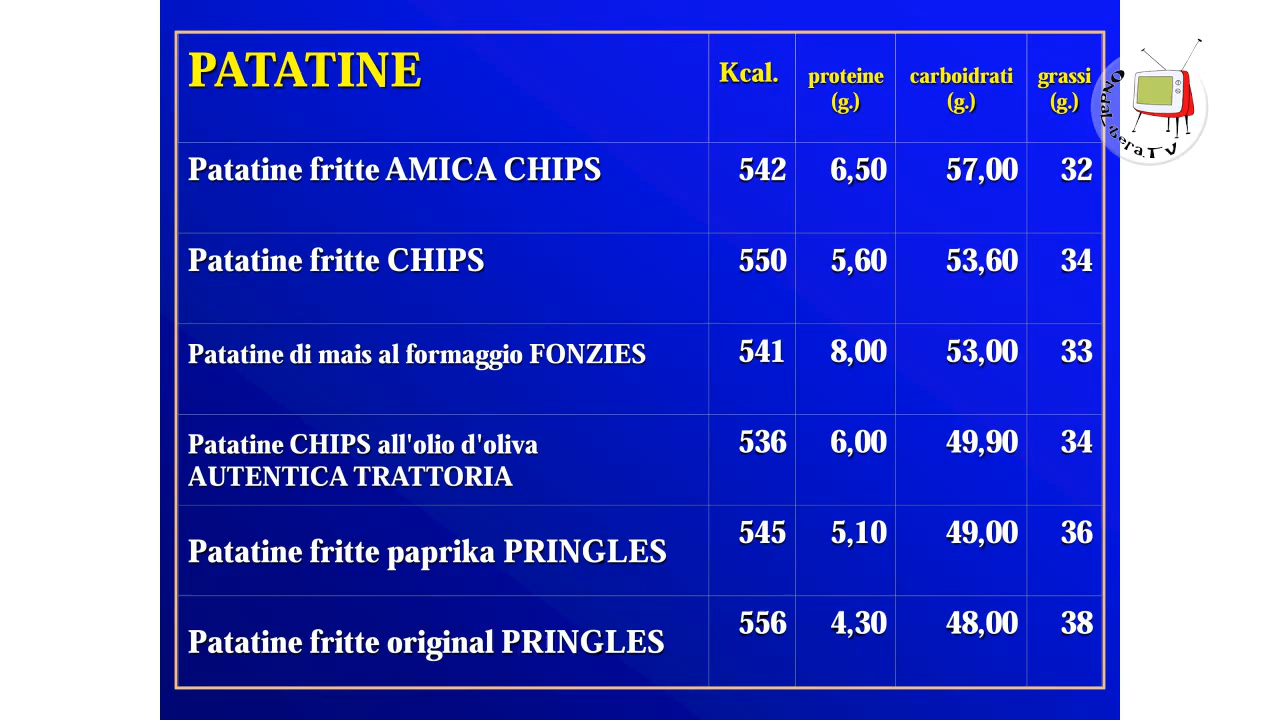 PATATINE Kcal. proteine (g.) carboidrati (g.) grassi (g.)
Patatine fritte AMICA CHIPS 542 6,50 57,00 32
Patatine fritte CHIPS 550 5,60 53,60 34
Patatine di mais al formaggio FONZIES 541 8,00 53,00 33
Patatine CHIPS all'olio d'oliva 536 6,00 49,90 34
AUTENTICA TRATTORIA
Patatine fritte paprika PRINGLES 545 5,10 49,00 36
Patatine fritte original PRINGLES 556 4,30 48,00 38